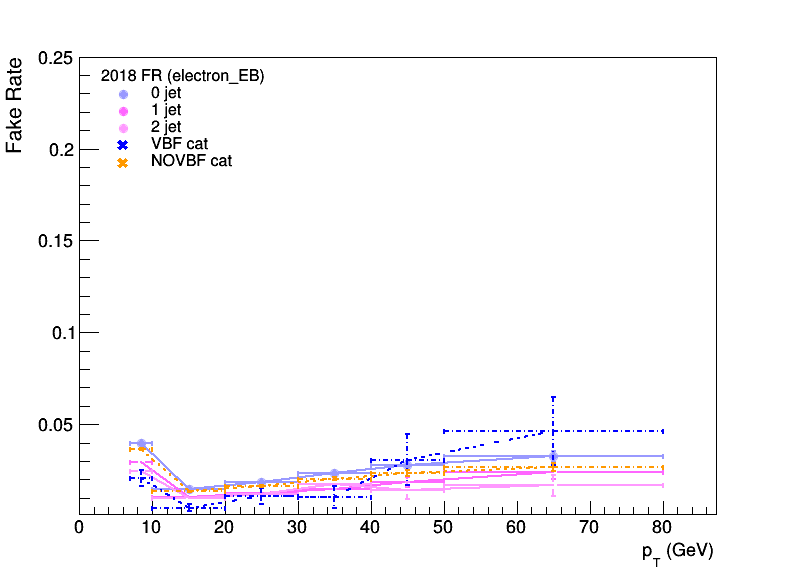 Fake Rate
0.25
0.2
0.15
0.1
0.05
2018 FR (electron_EB)
0 jet
1 jet
2 jet
VBF cat
NOVBF cat
0 10 20 30 40 50 60 70 80
p_T (GeV)